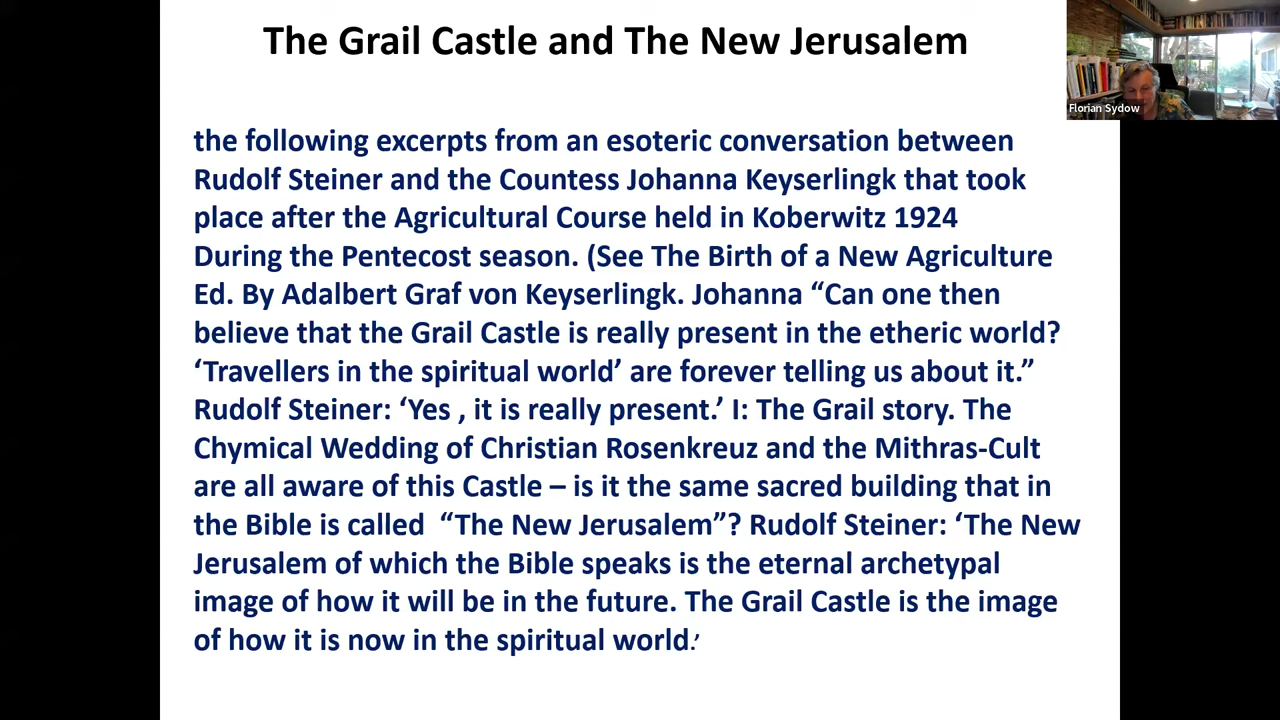 The Grail Castle and The New Jerusalem
Florian Sydow
the following excerpts from an esoteric conversation between
Rudolf Steiner and the Countess Johanna Keyserlingk that took
place after the Agricultural Course held in Koberwitz 1924
During the Pentecost season. (See The Birth of a New Agriculture
Ed. By Adalbert Graf von Keyserlingk. Johanna “Can one then
believe that the Grail Castle is really present in the etheric world?
‘Travellers in the spiritual world’ are forever telling us about it.”
Rudolf Steiner: ‘Yes , it is really present.’ I: The Grail story. The
Chymical Wedding of Christian Rosenkreuz and the Mithras-Cult
are all aware of this Castle – is it the same sacred building that in
the Bible is called  “The New Jerusalem”? Rudolf Steiner: ‘The New
Jerusalem of which the Bible speaks is the eternal archetypal
image of how it will be in the future. The Grail Castle is the image
of how it is now in the spiritual world.’